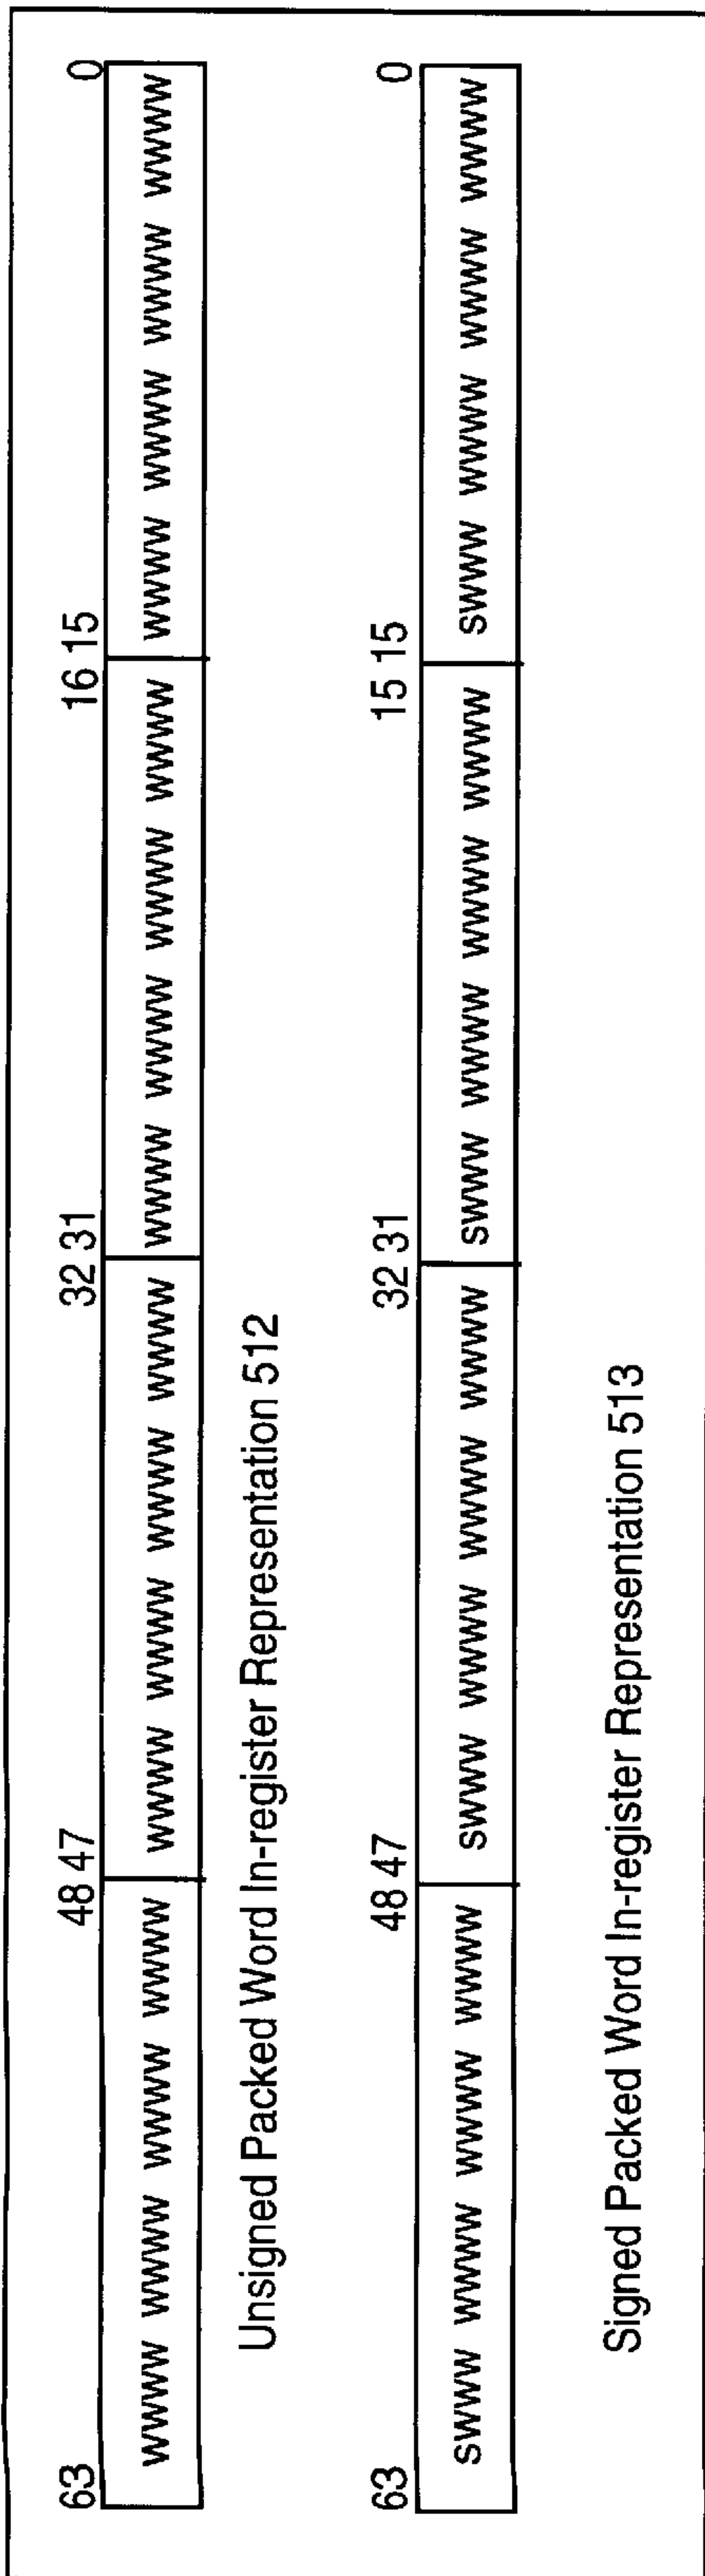 63 48 47 32 31 16 15 0
wwww wwww wwww wwww wwww wwww wwww wwww wwww wwww wwww wwww wwww wwww wwww wwww
Unsigned Packed Word In-register Representation 512
63 48 47 32 31 15 15 0
swww wwww wwww wwww swww wwww wwww wwww swww wwww wwww wwww swww wwww wwww wwww
Signed Packed Word In-register Representation 513